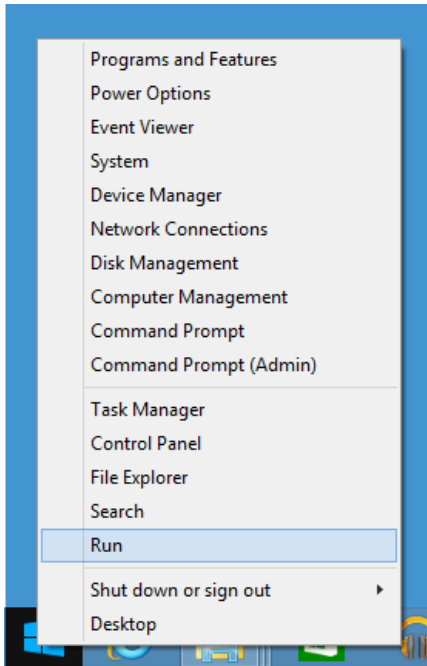 Programs and Features
Power Options
Event Viewer
System
Device Manager
Network Connections
Disk Management
Computer Management
Command Prompt
Command Prompt (Admin)
Task Manager
Control Panel
File Explorer
Search
Run
Shut down or sign out
Desktop